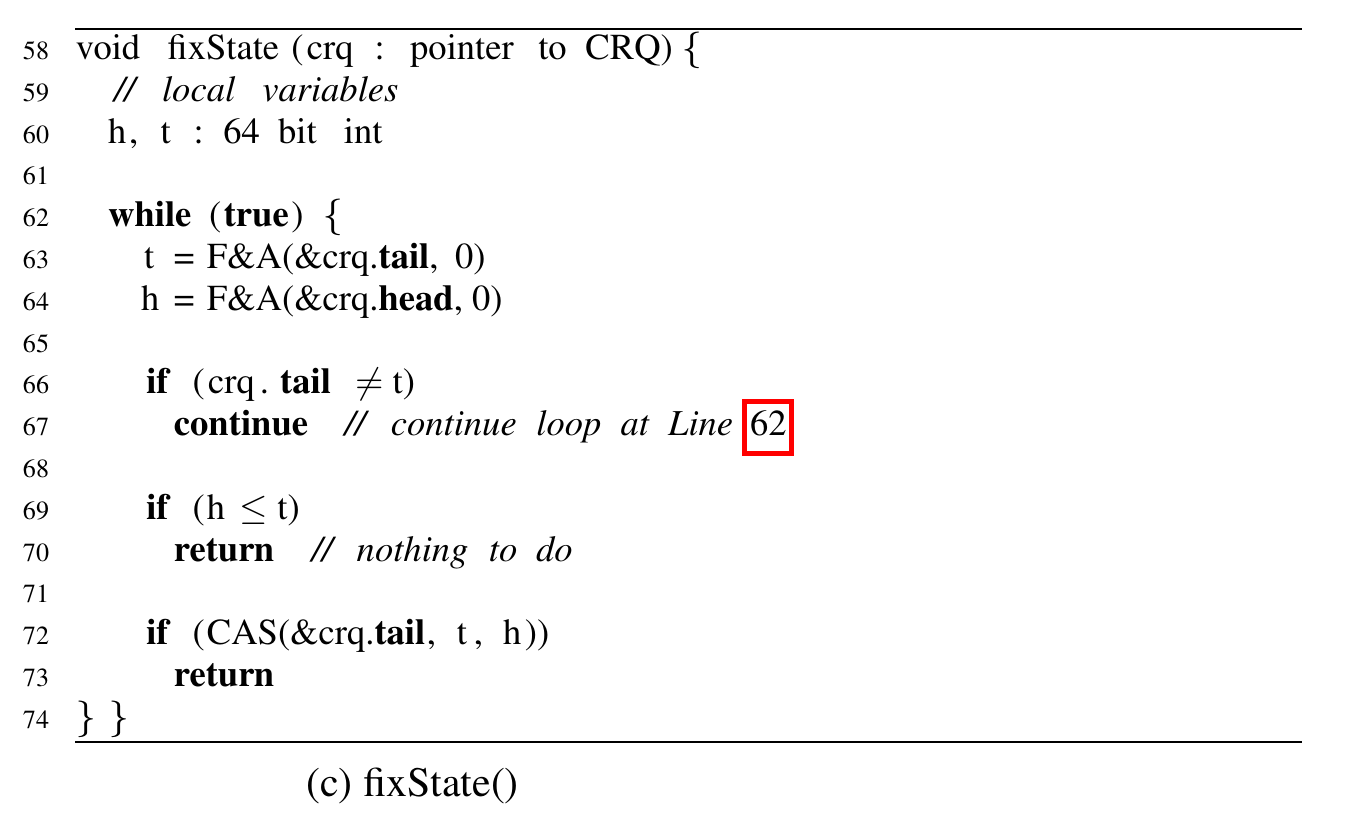 58 void fixState (crq : pointer to CRQ) {
59 // local variables
60 h, t : 64 bit int
61
62 while (true) {
63 t = F&A(&crq.tail, 0)
64 h = F&A(&crq.head, 0)
65
66 if (crq. tail ≠ t)
67 continue // continue loop at Line 62
68
69 if (h ≤ t)
70 return // nothing to do
71
72 if (CAS(&crq.tail, t, h))
73 return
74 } }
(c) fixState()